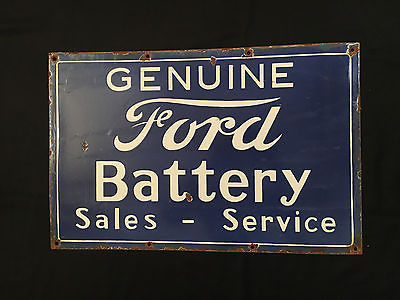 GENUINE
Ford
Battery
Sales - Service